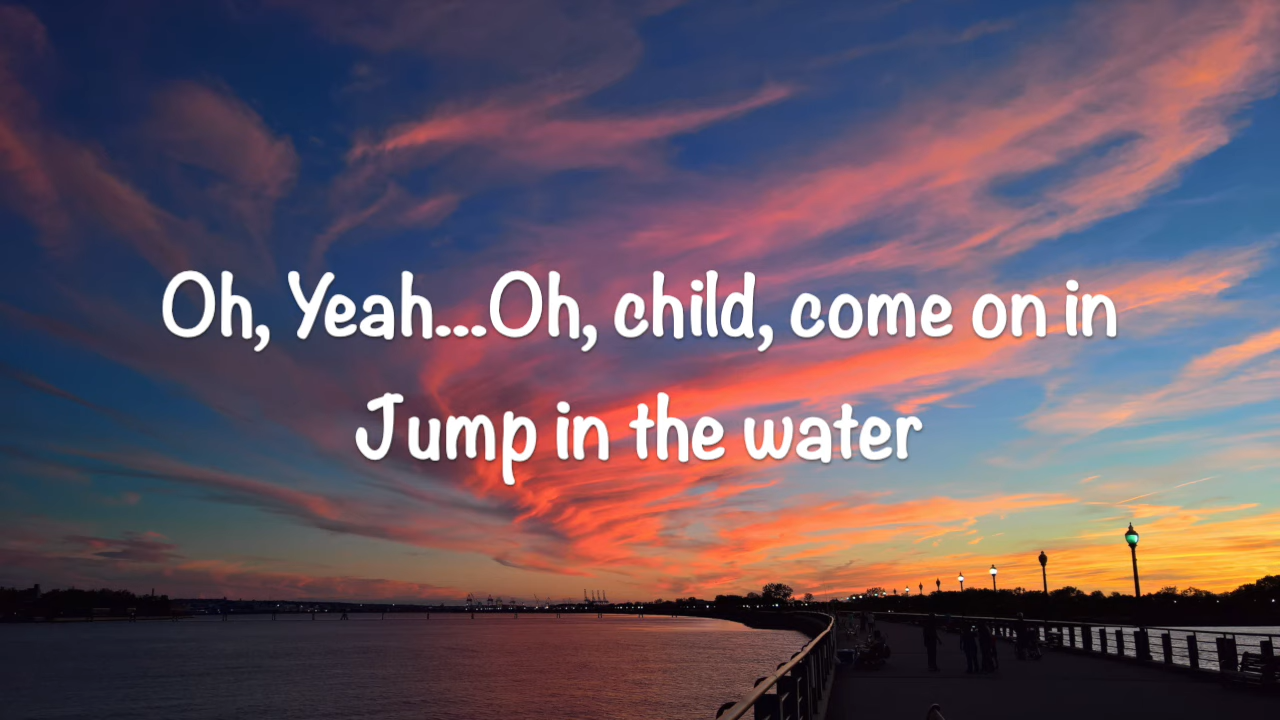 Oh, Yeah...Oh, child, come on in
Jump in the water